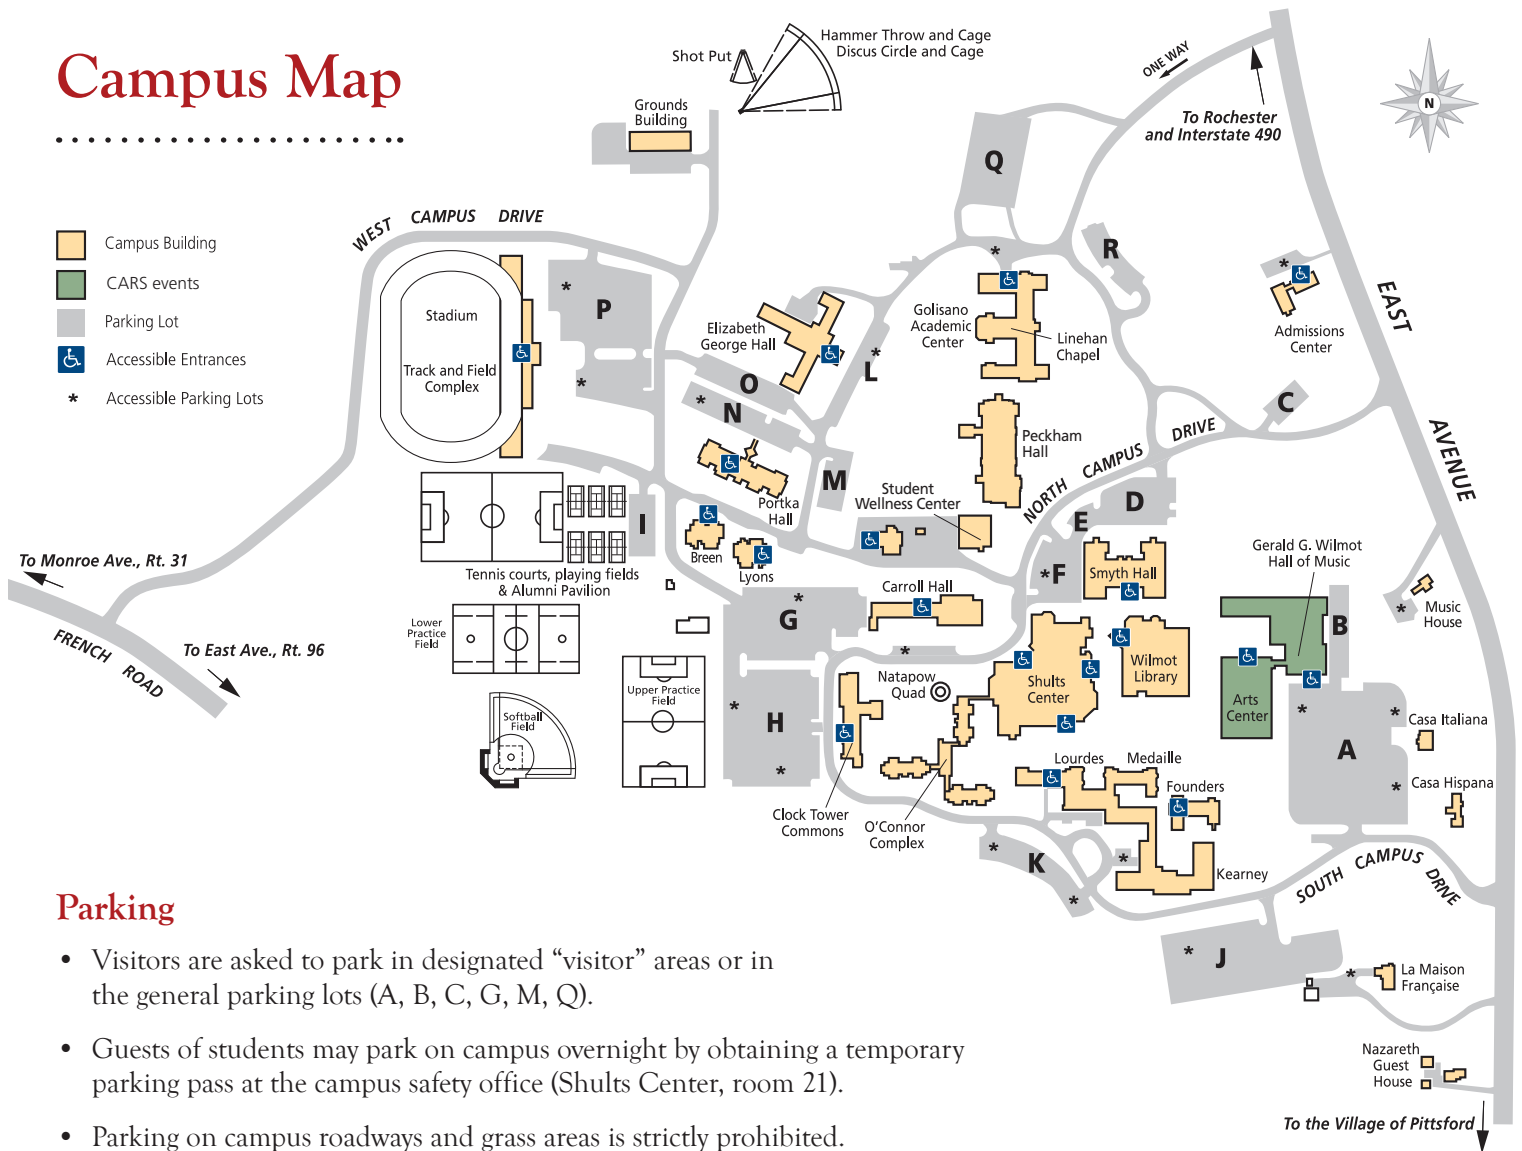 Campus Map
Hammer Throw and Cage
Discus Circle and Cage
Shot Put
Grounds
Building
ONE WAY
To Rochester
and Interstate 490
N
Q
WEST CAMPUS DRIVE
Campus Building
CARS events
Parking Lot
Accessible Entrances
* Accessible Parking Lots
R
*
*
EAST
AVENUE
Admissions
Center
Stadium
Track and Field
Complex
*
P
*
Elizabeth
George Hall
O
*
L
*
N
Golisano
Academic
Center
Linehan
Chapel
C
Peckham
Hall
NORTH CAMPUS DRIVE
M
Portka
Hall
Student
Wellness Center
D
E
I
Breen
Lyons
Tennis courts, playing fields
& Alumni Pavilion
To Monroe Ave., Rt. 31
FRENCH ROAD
To East Ave., Rt. 96
Lower
Practice
Field
*
F
Smyth Hall
Gerald G. Wilmot
Hall of Music
B
*
Music
House
Carroll Hall
*
G
*
Upper Practice
Field
Softball
Field
Natapow
Quad
Shults
Center
Wilmot
Library
Arts
Center
*
*
Casa Italiana
A
*
H
*
*
Casa Hispana
Lourdes
Medaille
Founders
Clock Tower
Commons
O'Connor
Complex
*
K
*
*
Kearney
SOUTH CAMPUS DRIVE
*
J
*
La Maison
Française
Nazareth
Guest
House
To the Village of Pittsford
Parking
• Visitors are asked to park in designated “visitor” areas or in
the general parking lots (A, B, C, G, M, Q).
• Guests of students may park on campus overnight by obtaining a temporary
parking pass at the campus safety office (Shults Center, room 21).
• Parking on campus roadways and grass areas is strictly prohibited.